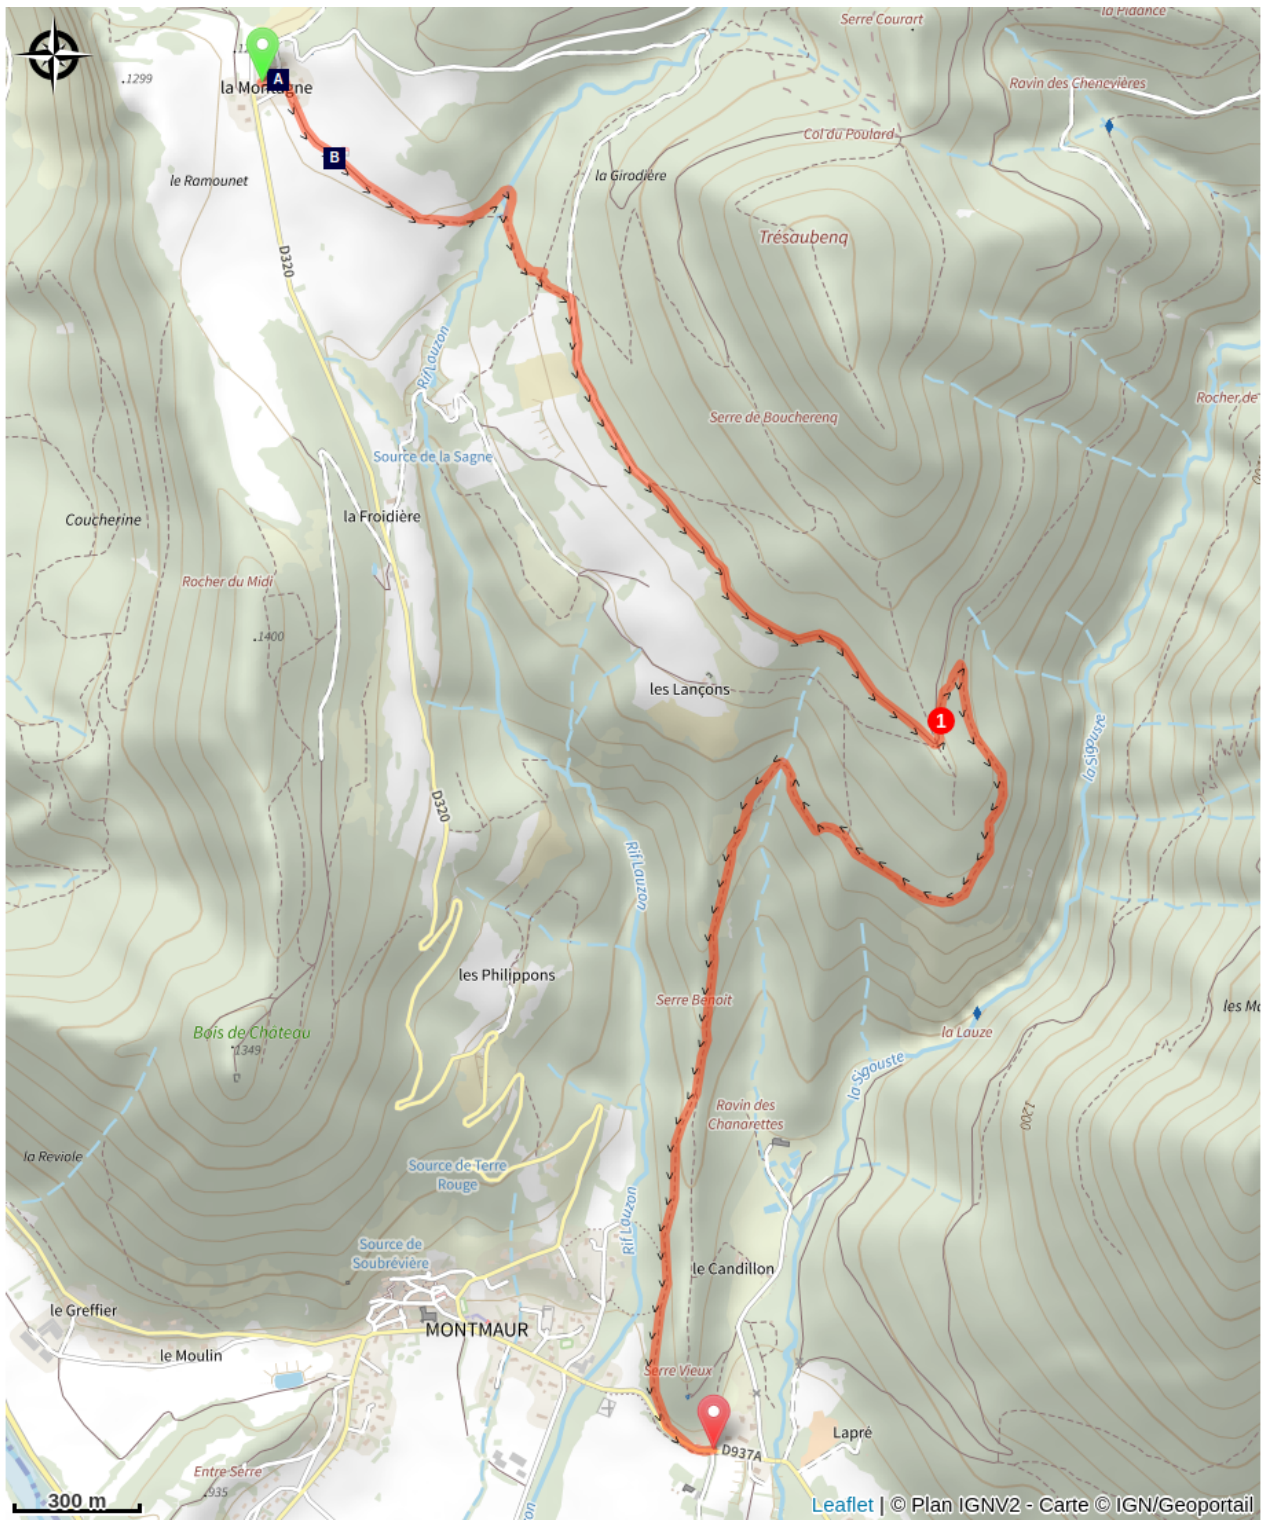 Serre Courart
la Pidance
.1299
A
la Montagne
Ravin des Chenevières
Col du Poulard
B
le Ramounet
la Girodière
Trésaubenq
D320
Rif Lauzon
Rocher de
Serre de Boucherenq
Source de la Sagne
Coucherine
la Froidière
Rocher du Midi
.1400
les Lançons
1
la Sigouste
D320
Rif Lauzon
les Philippons
Serre Benoit
Bois de Château
1349
la Lauze
la Sigouste
Ravin des
Chanarettes
1200
la Reviole
Source de Terre
Rouge
Rif Lauzon
Source de
Soubrévière
le Candillon
le Greffier
MONTMAUR
le Moulin
Serre Vieux
Lapré
D937A
Entre Serre
.935
300 m
Leaflet | © Plan IGNV2 - Carte © IGN/Geoportail